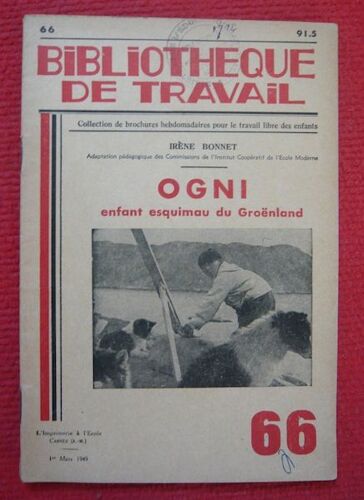 66
91.5
BIBLIOTHEQUE
DE TRAVAIL
Collection de brochures hebdomadaires pour le travail libre des enfants
IRÈNE BONNET
Adaptation pédagogique des Commissions de l'Institut Coopératif de l'Ecole Moderne
OGNI
enfant esquimau du Groënland
L'Imprimerie à l'Ecole
CANNES (A.-M.)
1er Mars 1949
66